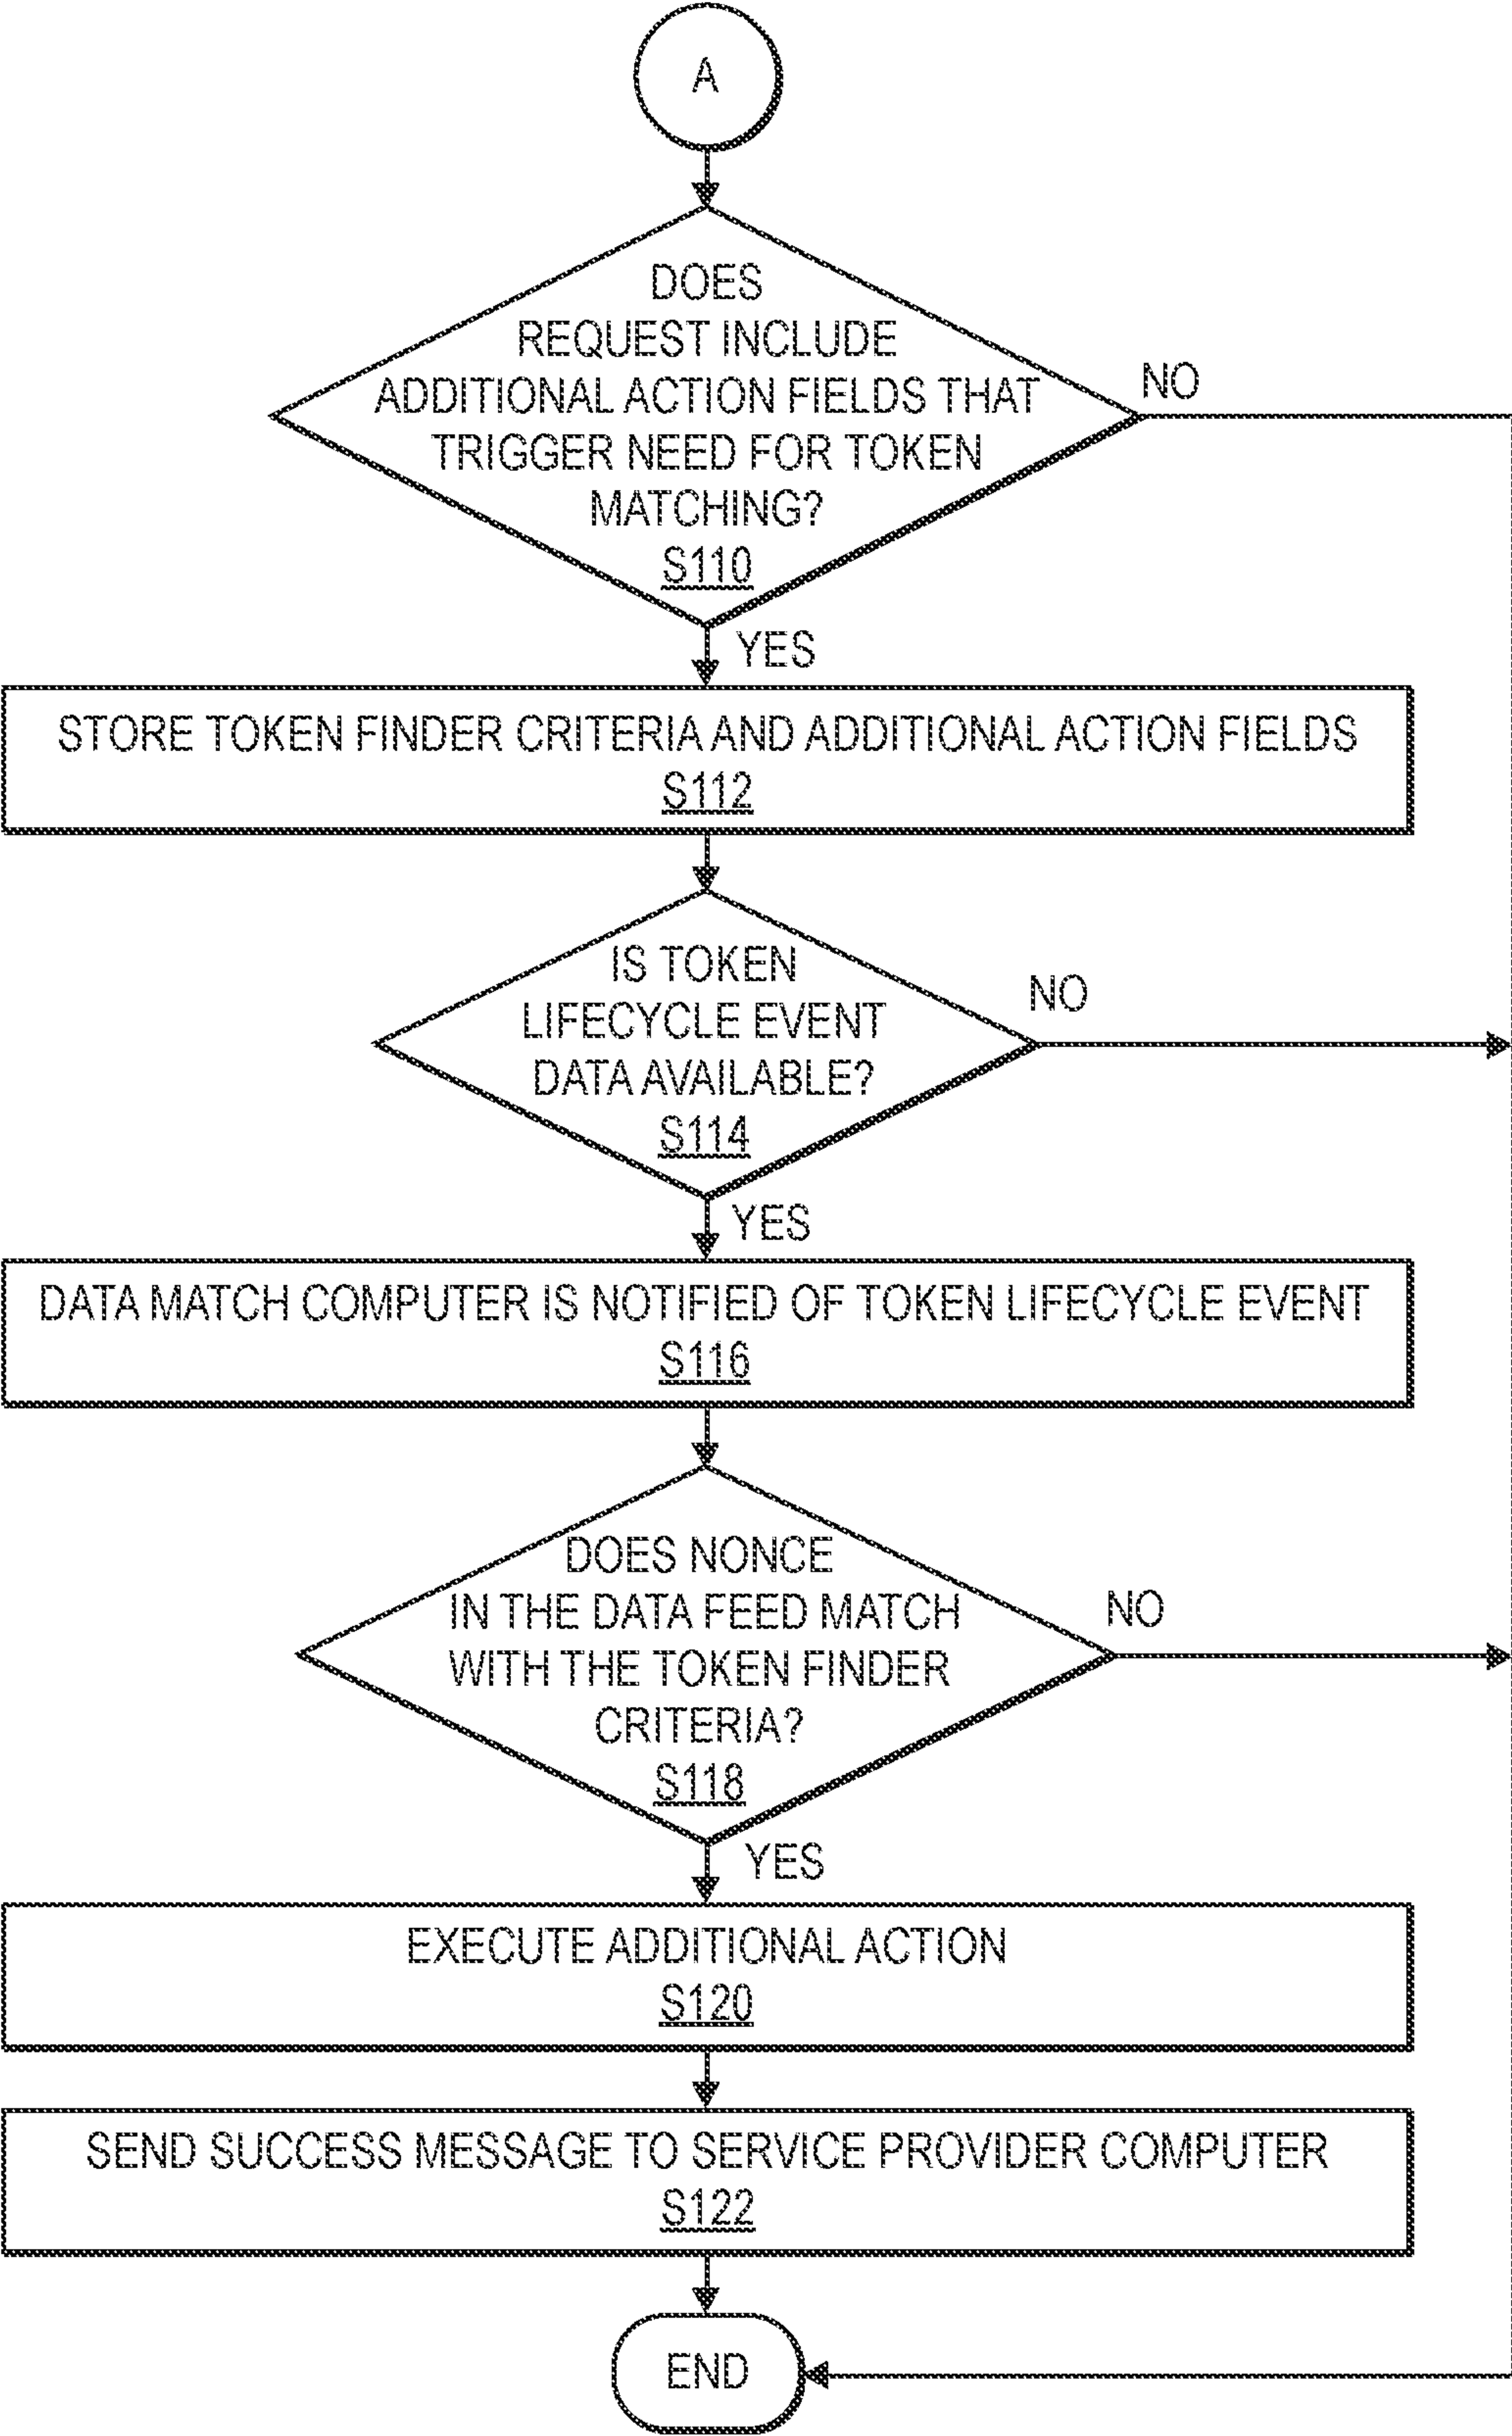 A
DOES
REQUEST INCLUDE
ADDITIONAL ACTION FIELDS THAT
TRIGGER NEED FOR TOKEN
MATCHING?
S110
NO
YES
STORE TOKEN FINDER CRITERIA AND ADDITIONAL ACTION FIELDS
S112
IS TOKEN
LIFECYCLE EVENT
DATA AVAILABLE?
S114
NO
YES
DATA MATCH COMPUTER IS NOTIFIED OF TOKEN LIFECYCLE EVENT
S116
DOES NONCE
IN THE DATA FEED MATCH
WITH THE TOKEN FINDER
CRITERIA?
S118
NO
YES
EXECUTE ADDITIONAL ACTION
S120
SEND SUCCESS MESSAGE TO SERVICE PROVIDER COMPUTER
S122
END